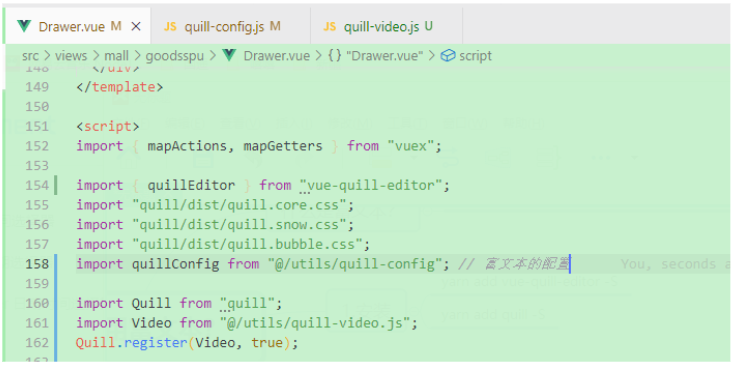 Drawer.vue M ×
JS quill-config.js M
JS quill-video.js U
src > views > mall > goodsspu > Drawer.vue > {} "Drawer.vue" > script
148 </div>
149 </template>
150
151 <script>
152 import { mapActions, mapGetters } from "vuex";
153
154 import { quillEditor } from "vue-quill-editor";
155 import "quill/dist/quill.core.css";
156 import "quill/dist/quill.snow.css";
157 import "quill/dist/quill.bubble.css";
158 import quillConfig from "@/utils/quill-config"; // 富文本的配置 You, seconds a
159
160 import Quill from "quill";
161 import Video from "@/utils/quill-video.js";
162 Quill.register(Video, true);
163